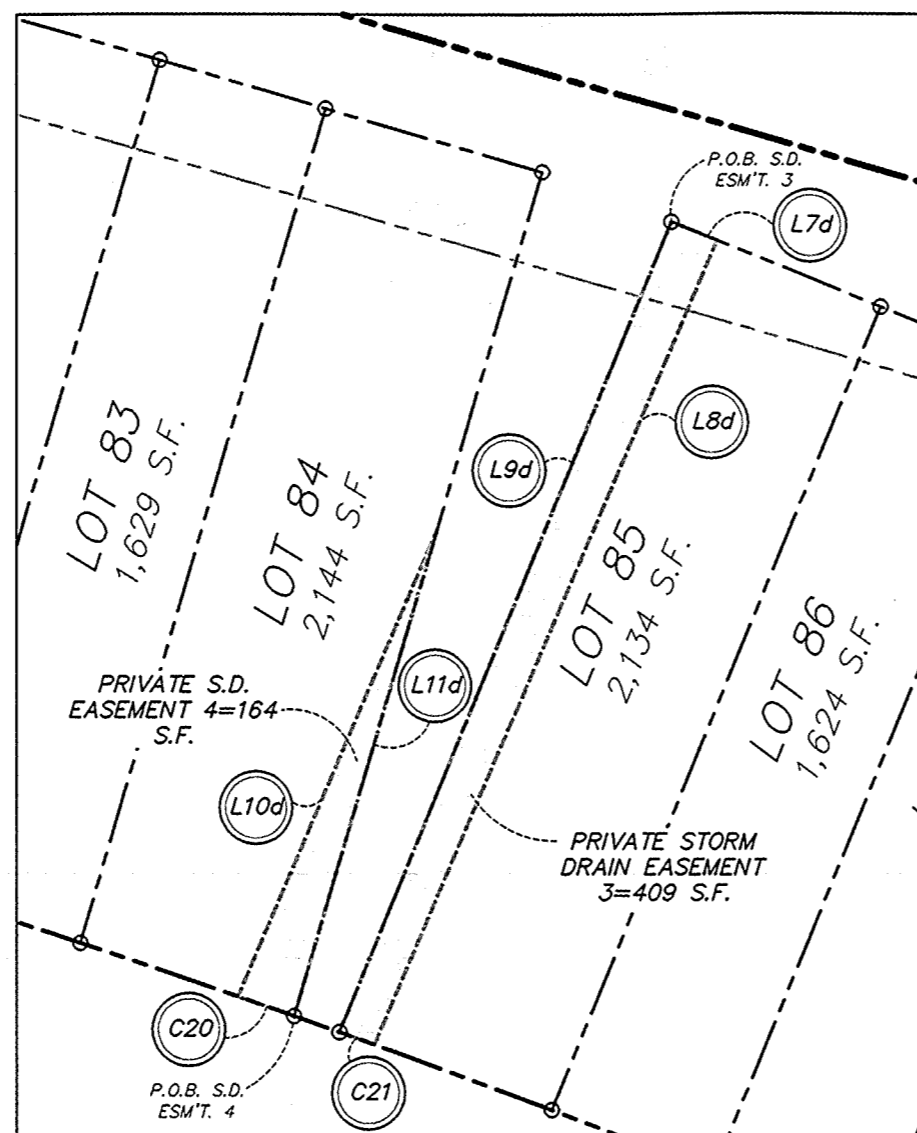 P.O.B. S.D.
ESM'T. 3
L7d
L8d
L9d
LOT 83
1,629 S.F.
LOT 84
2,144 S.F.
LOT 85
2,134 S.F.
LOT 86
1,624 S.F.
L11d
PRIVATE S.D.
EASEMENT 4=164
S.F.
L10d
PRIVATE STORM
DRAIN EASEMENT
3=409 S.F.
C20
C21
P.O.B. S.D.
ESM'T. 4